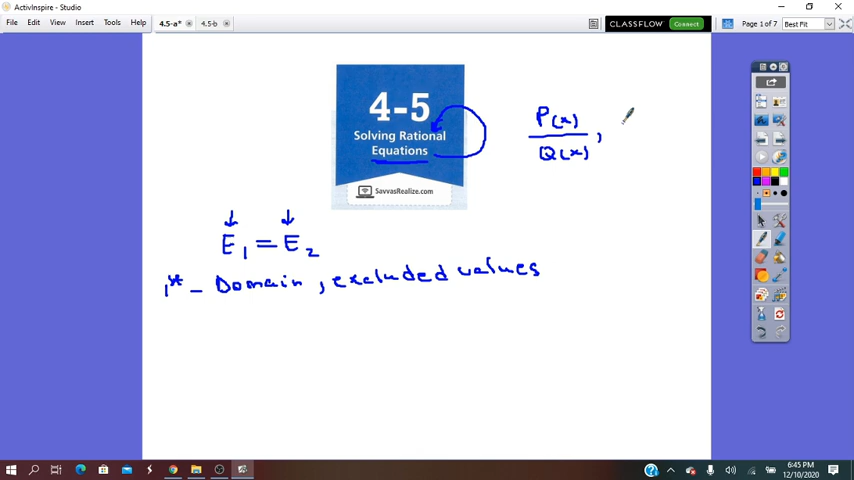 ActivInspire - Studio
File Edit View Insert Tools Help
4.5-a*
4.5-b
CLASSFLOW Connect
Page 1 of 7
Best Fit
4-5
Solving Rational
Equations
SavvasRealize.com
P(x)
Q(x) ,
E1 = E2
1st - Domain, excluded values
6:45 PM
12/10/2020